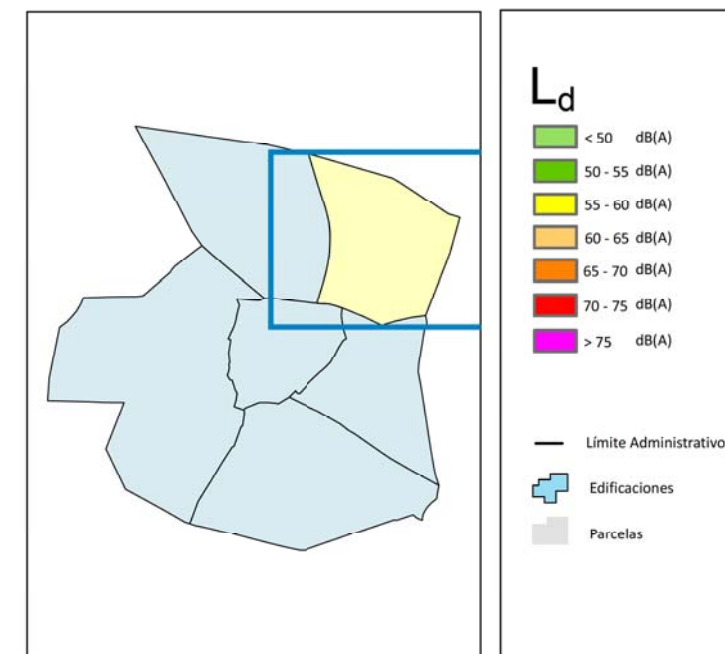 Ld
< 50 dB(A)
50 - 55 dB(A)
55 - 60 dB(A)
60 - 65 dB(A)
65 - 70 dB(A)
70 - 75 dB(A)
> 75 dB(A)
Límite Administrativo
Edificaciones
Parcelas